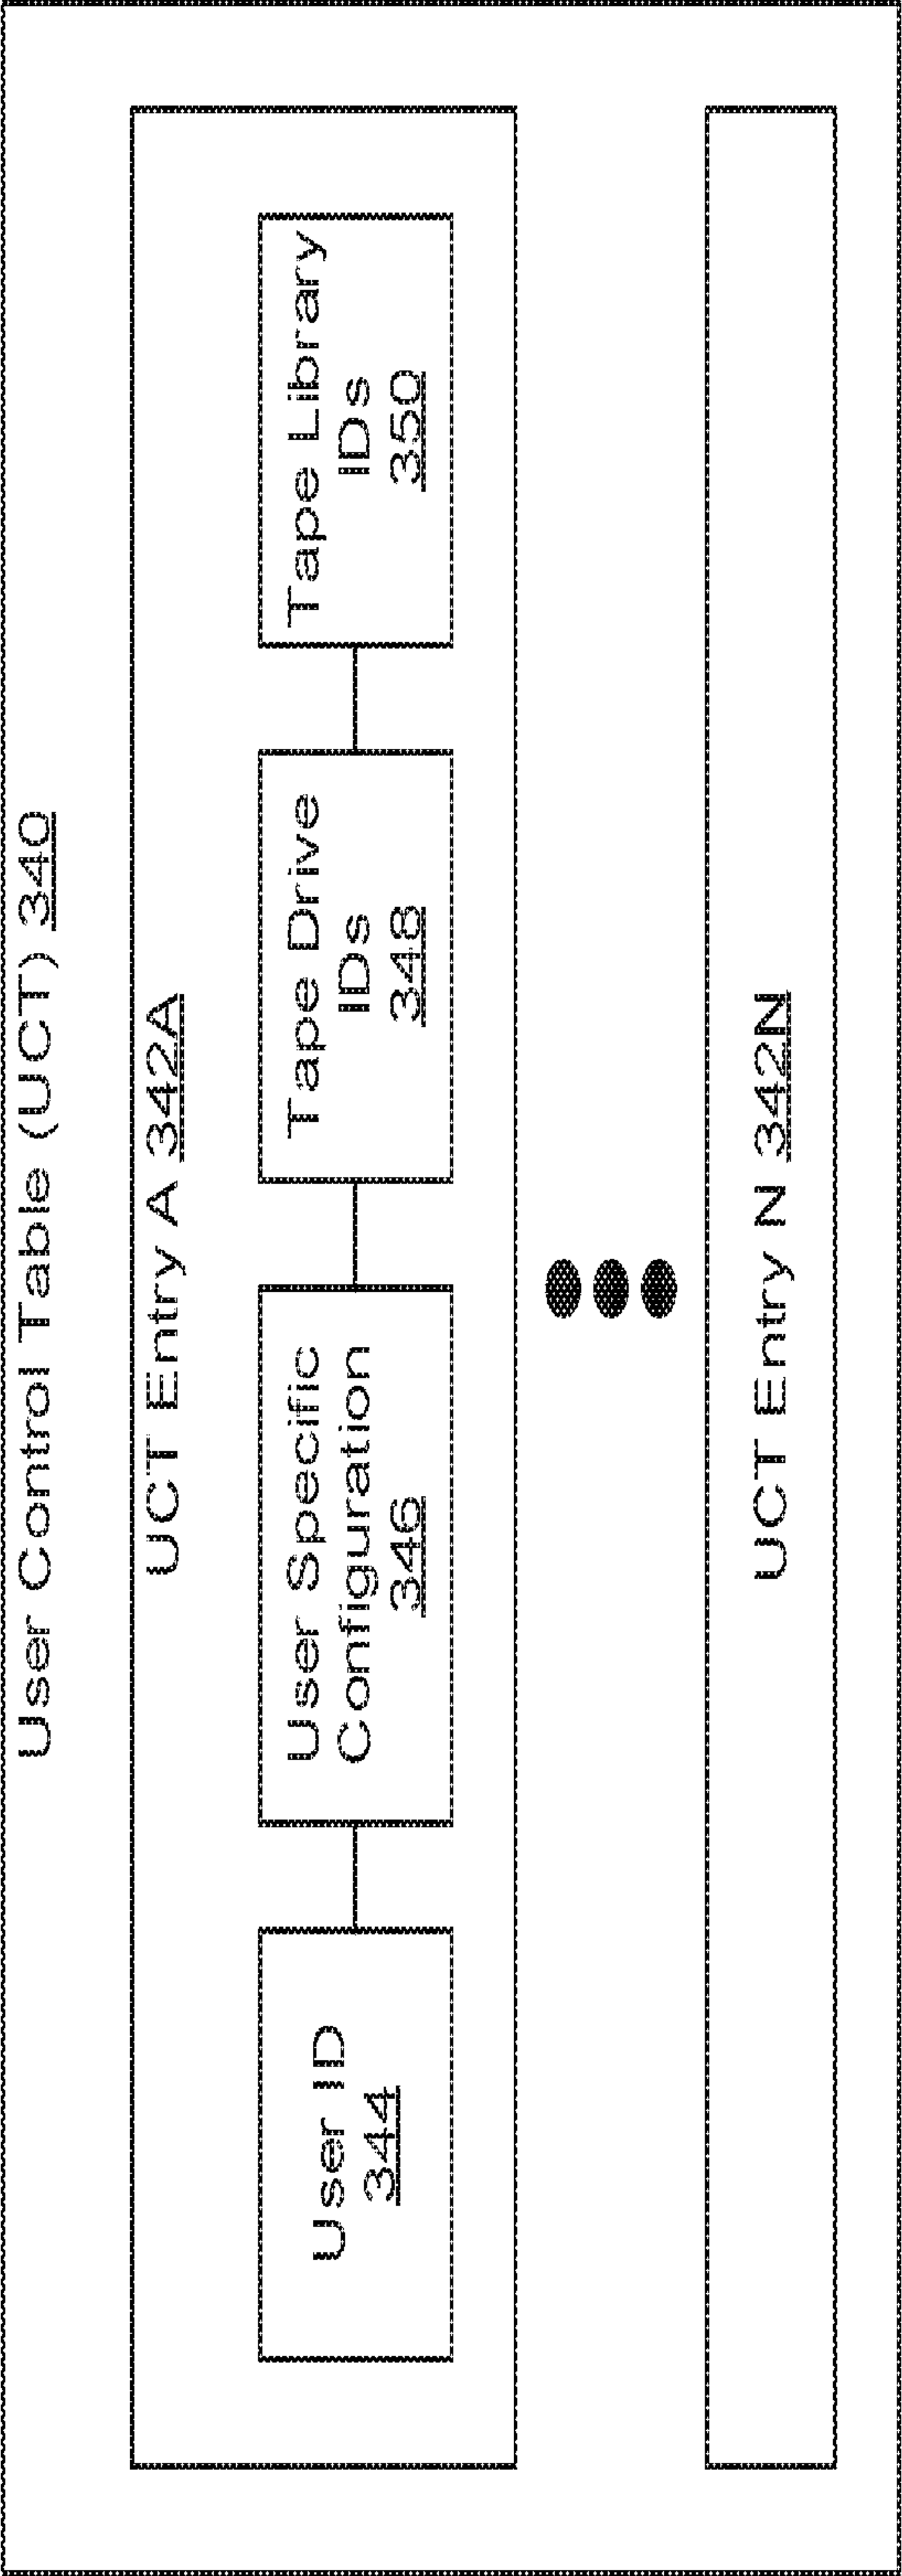 User Control Table (UCT) 340
UCT Entry A 342A
User ID
344
User Specific
Configuration
346
Tape Drive
IDs
348
Tape Library
IDs
350
UCT Entry N 342N